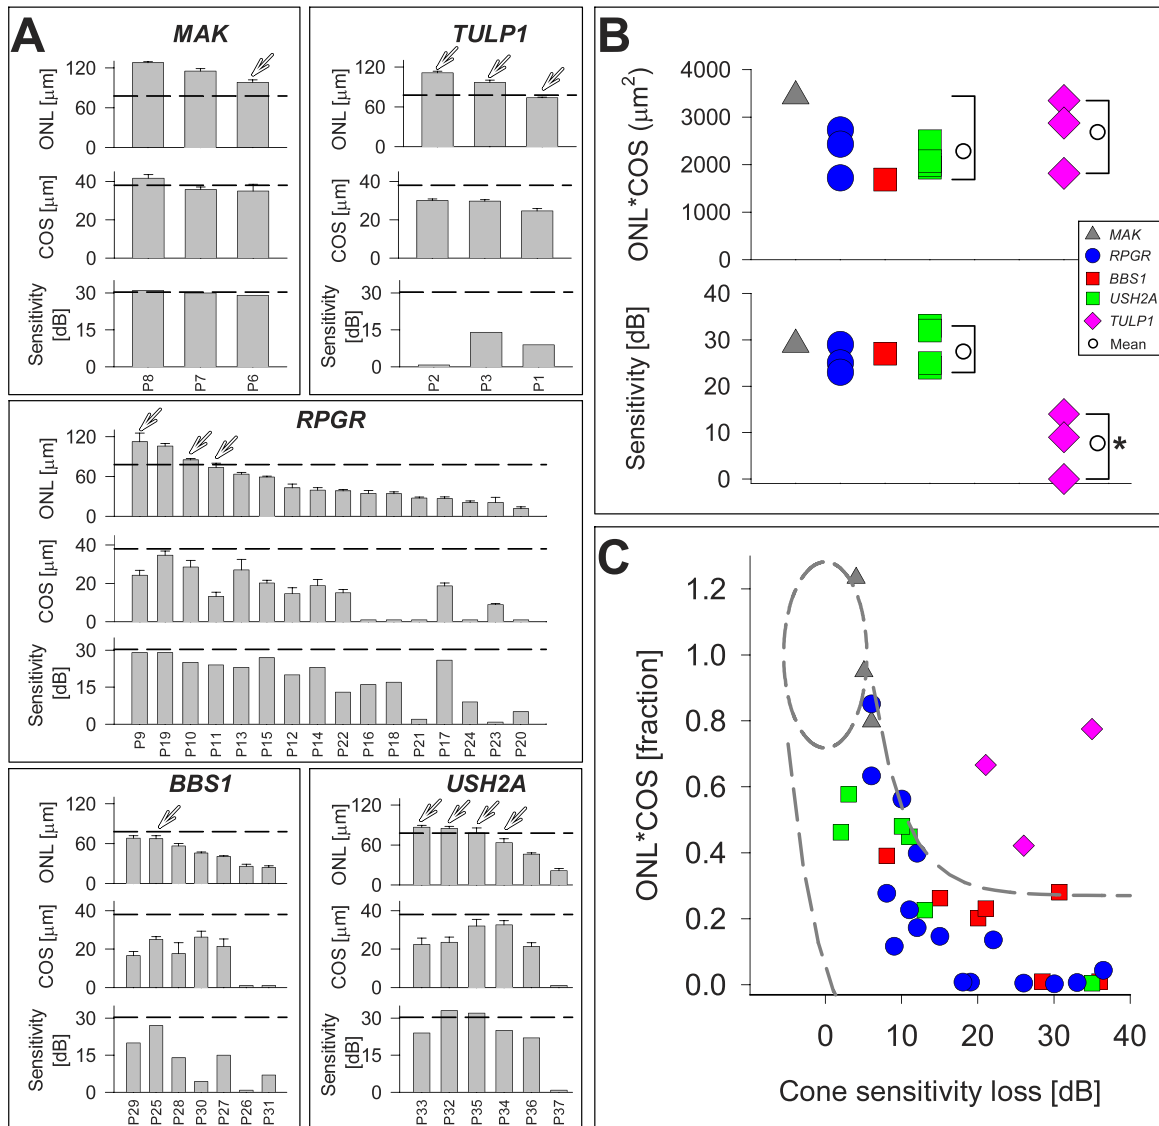 A
MAK
ONL [µm]
120
60
0
COS [µm]
40
20
0
Sensitivity
[dB]
30
15
0
P8 P7 P6
TULP1
120
60
0
40
20
0
30
15
0
P2 P3 P1
RPGR
ONL [µm]
120
60
0
COS [µm]
40
20
0
Sensitivity
[dB]
30
15
0
P9 P19 P10 P11 P13 P15 P12 P14 P22 P16 P18 P21 P17 P24 P23 P20
BBS1
ONL [µm]
120
60
0
COS [µm]
40
20
0
Sensitivity
[dB]
30
15
0
P29 P25 P28 P30 P27 P26 P31
USH2A
ONL [µm]
120
60
0
COS [µm]
40
20
0
Sensitivity
[dB]
30
15
0
P33 P32 P35 P34 P36 P37
B
ONL*COS (µm²)
4000
3000
2000
1000
0
Sensitivity [dB]
40
30
20
10
0
*
MAK
RPGR
BBS1
USH2A
TULP1
Mean
C
ONL*COS [fraction]
1.2
1.0
0.8
0.6
0.4
0.2
0.0
0 10 20 30 40
Cone sensitivity loss [dB]